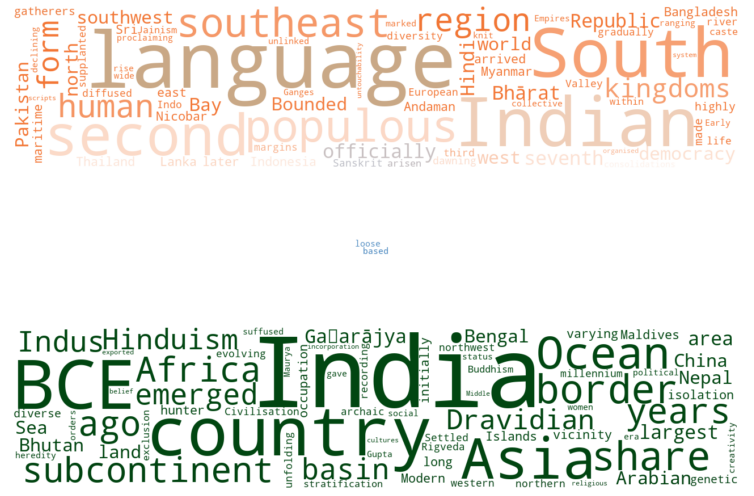 gatherers southwest southeast region Republic Bangladesh
Sri Jainism marked Empires ranging river
declining form north supplanted unlinked diversity Hindi world gradually caste
language South
rise wide untouchability arrived Myanmar Valley system
Pakistan diffused east Ganges European Bhārat kingdoms
scripts human Indo Bay Bounded Andaman collective within highly
maritime Nicobar knit Indian made Early
second populous organised life
margins officially third west seventh democracy
Thailand Lanka later Indonesia Sanskrit arisen dawning
loose
based
Indus Hinduism suffused Ga▯arājya Bengal varying Maldives area
exported evolving incorporation India northwest Ocean millennium political China
BCE Africa Maurya gave recording initially status Buddhism Nepal
belief emerged occupation Middle border isolation
diverse orders hunter Civilisation archaic social women years
Sea ago exclusion country Dravidian largest
Bhutan land unfolding cultures Settled Islands vicinity era creativity
heredity basin Gupta Rigveda Asia share
subcontinent stratification Modern long western northern religious Arabian genetic